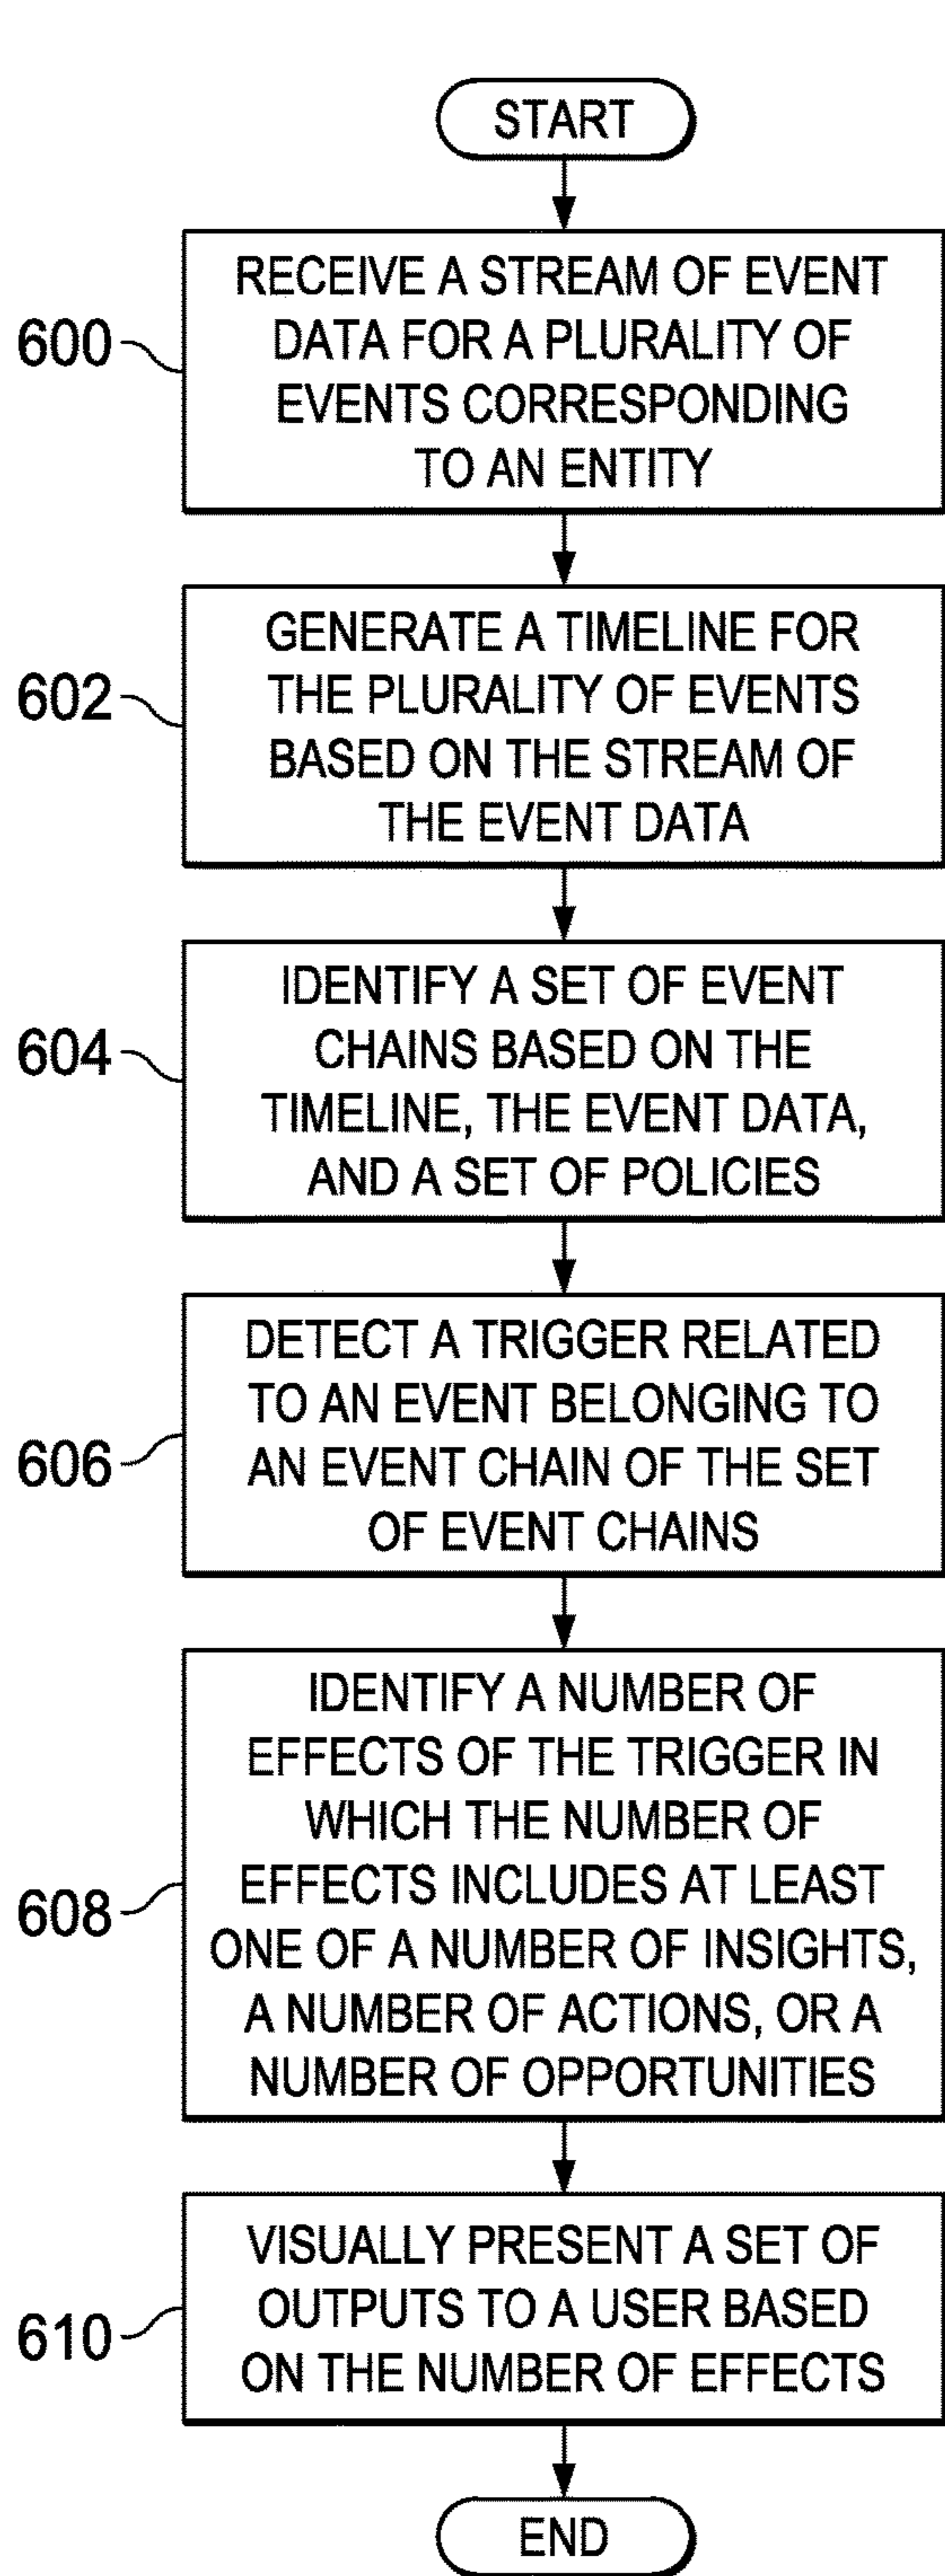 START
600
RECEIVE A STREAM OF EVENT
DATA FOR A PLURALITY OF
EVENTS CORRESPONDING
TO AN ENTITY
602
GENERATE A TIMELINE FOR
THE PLURALITY OF EVENTS
BASED ON THE STREAM OF
THE EVENT DATA
604
IDENTIFY A SET OF EVENT
CHAINS BASED ON THE
TIMELINE, THE EVENT DATA,
AND A SET OF POLICIES
606
DETECT A TRIGGER RELATED
TO AN EVENT BELONGING TO
AN EVENT CHAIN OF THE SET
OF EVENT CHAINS
608
IDENTIFY A NUMBER OF
EFFECTS OF THE TRIGGER IN
WHICH THE NUMBER OF
EFFECTS INCLUDES AT LEAST
ONE OF A NUMBER OF INSIGHTS,
A NUMBER OF ACTIONS, OR A
NUMBER OF OPPORTUNITIES
610
VISUALLY PRESENT A SET OF
OUTPUTS TO A USER BASED
ON THE NUMBER OF EFFECTS
END